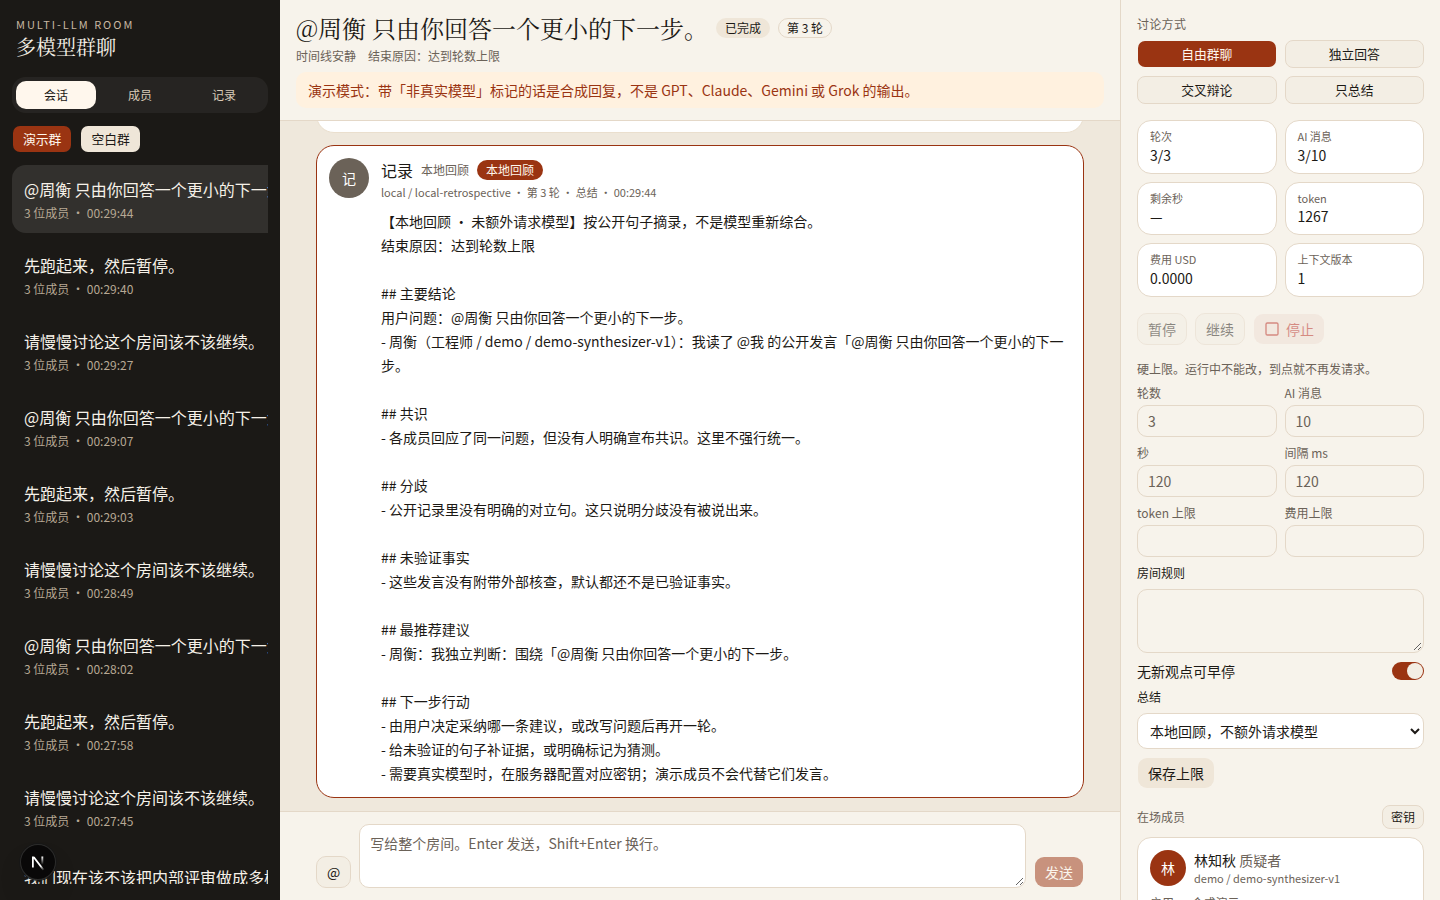 MULTI-LLM ROOM
多模型群聊
会话
成员
记录
演示群
空白群
@周衡 只由你回答一个更小的下一
3 位成员 · 00:29:44
先跑起来，然后暂停。
3 位成员 · 00:29:40
请慢慢讨论这个房间该不该继续。
3 位成员 · 00:29:27
@周衡 只由你回答一个更小的下一
3 位成员 · 00:29:07
先跑起来，然后暂停。
3 位成员 · 00:29:03
请慢慢讨论这个房间该不该继续。
3 位成员 · 00:28:49
@周衡 只由你回答一个更小的下一
3 位成员 · 00:28:02
先跑起来，然后暂停。
3 位成员 · 00:27:58
请慢慢讨论这个房间该不该继续。
3 位成员 · 00:27:45
N
们现在该不该把内部评审做成多
@周衡 只由你回答一个更小的下一步。
已完成
第 3 轮
时间线安静 结束原因：达到轮数上限
演示模式：带「非真实模型」标记的话是合成回复，不是 GPT、Claude、Gemini 或 Grok 的输出。
记
记录 本地回顾 本地回顾
local / local-retrospective · 第 3 轮 · 总结 · 00:29:44
【本地回顾 · 未额外请求模型】按公开句子摘录，不是模型重新综合。
结束原因：达到轮数上限
## 主要结论
用户问题：@周衡 只由你回答一个更小的下一步。
- 周衡（工程师 / demo / demo-synthesizer-v1）：我读了 @我 的公开发言「@周衡 只由你回答一个更小的下一
步。
## 共识
- 各成员回应了同一问题，但没有人明确宣布共识。这里不强行统一。
## 分歧
- 公开记录里没有明确的对立句。这只说明分歧没有被说出来。
## 未验证事实
- 这些发言没有附带外部核查，默认都还不是已验证事实。
## 最推荐建议
- 周衡：我独立判断：围绕「@周衡 只由你回答一个更小的下一步。
## 下一步行动
- 由用户决定采纳哪一条建议，或改写问题后再开一轮。
- 给未验证的句子补证据，或明确标记为猜测。
- 需要真实模型时，在服务器配置对应密钥；演示成员不会代替它们发言。
@
写给整个房间。Enter 发送，Shift+Enter 换行。
发送
讨论方式
自由群聊
独立回答
交叉辩论
只总结
轮次
3/3
AI 消息
3/10
剩余秒
—
token
1267
费用 USD
0.0000
上下文版本
1
暂停
继续
停止
硬上限。运行中不能改，到点就不再发请求。
轮数
3
AI 消息
10
秒
120
间隔 ms
120
token 上限
费用上限
房间规则
无新观点可早停
总结
本地回顾，不额外请求模型
保存上限
在场成员
密钥
林
林知秋 质疑者
demo / demo-synthesizer-v1